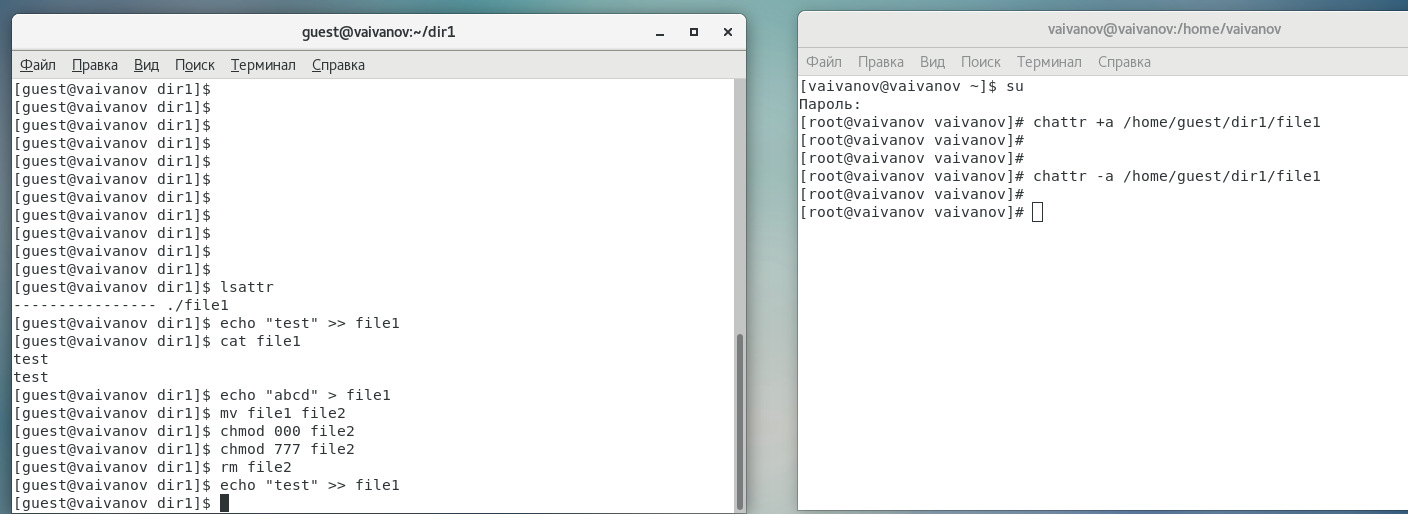 guest@vaivanov:~/dir1
Файл Правка Вид Поиск Терминал Справка
[guest@vaivanov dir1]$
[guest@vaivanov dir1]$
[guest@vaivanov dir1]$
[guest@vaivanov dir1]$
[guest@vaivanov dir1]$
[guest@vaivanov dir1]$
[guest@vaivanov dir1]$
[guest@vaivanov dir1]$
[guest@vaivanov dir1]$
[guest@vaivanov dir1]$
[guest@vaivanov dir1]$
[guest@vaivanov dir1]$ lsattr
---------------- ./file1
[guest@vaivanov dir1]$ echo "test" >> file1
[guest@vaivanov dir1]$ cat file1
test
test
[guest@vaivanov dir1]$ echo "abcd" > file1
[guest@vaivanov dir1]$ mv file1 file2
[guest@vaivanov dir1]$ chmod 000 file2
[guest@vaivanov dir1]$ chmod 777 file2
[guest@vaivanov dir1]$ rm file2
[guest@vaivanov dir1]$ echo "test" >> file1
[guest@vaivanov dir1]$
vaivanov@vaivanov:/home/vaivanov
Файл Правка Вид Поиск Терминал Справка
[vaivanov@vaivanov ~]$ su
Пароль:
[root@vaivanov vaivanov]# chattr +a /home/guest/dir1/file1
[root@vaivanov vaivanov]#
[root@vaivanov vaivanov]#
[root@vaivanov vaivanov]# chattr -a /home/guest/dir1/file1
[root@vaivanov vaivanov]#
[root@vaivanov vaivanov]#